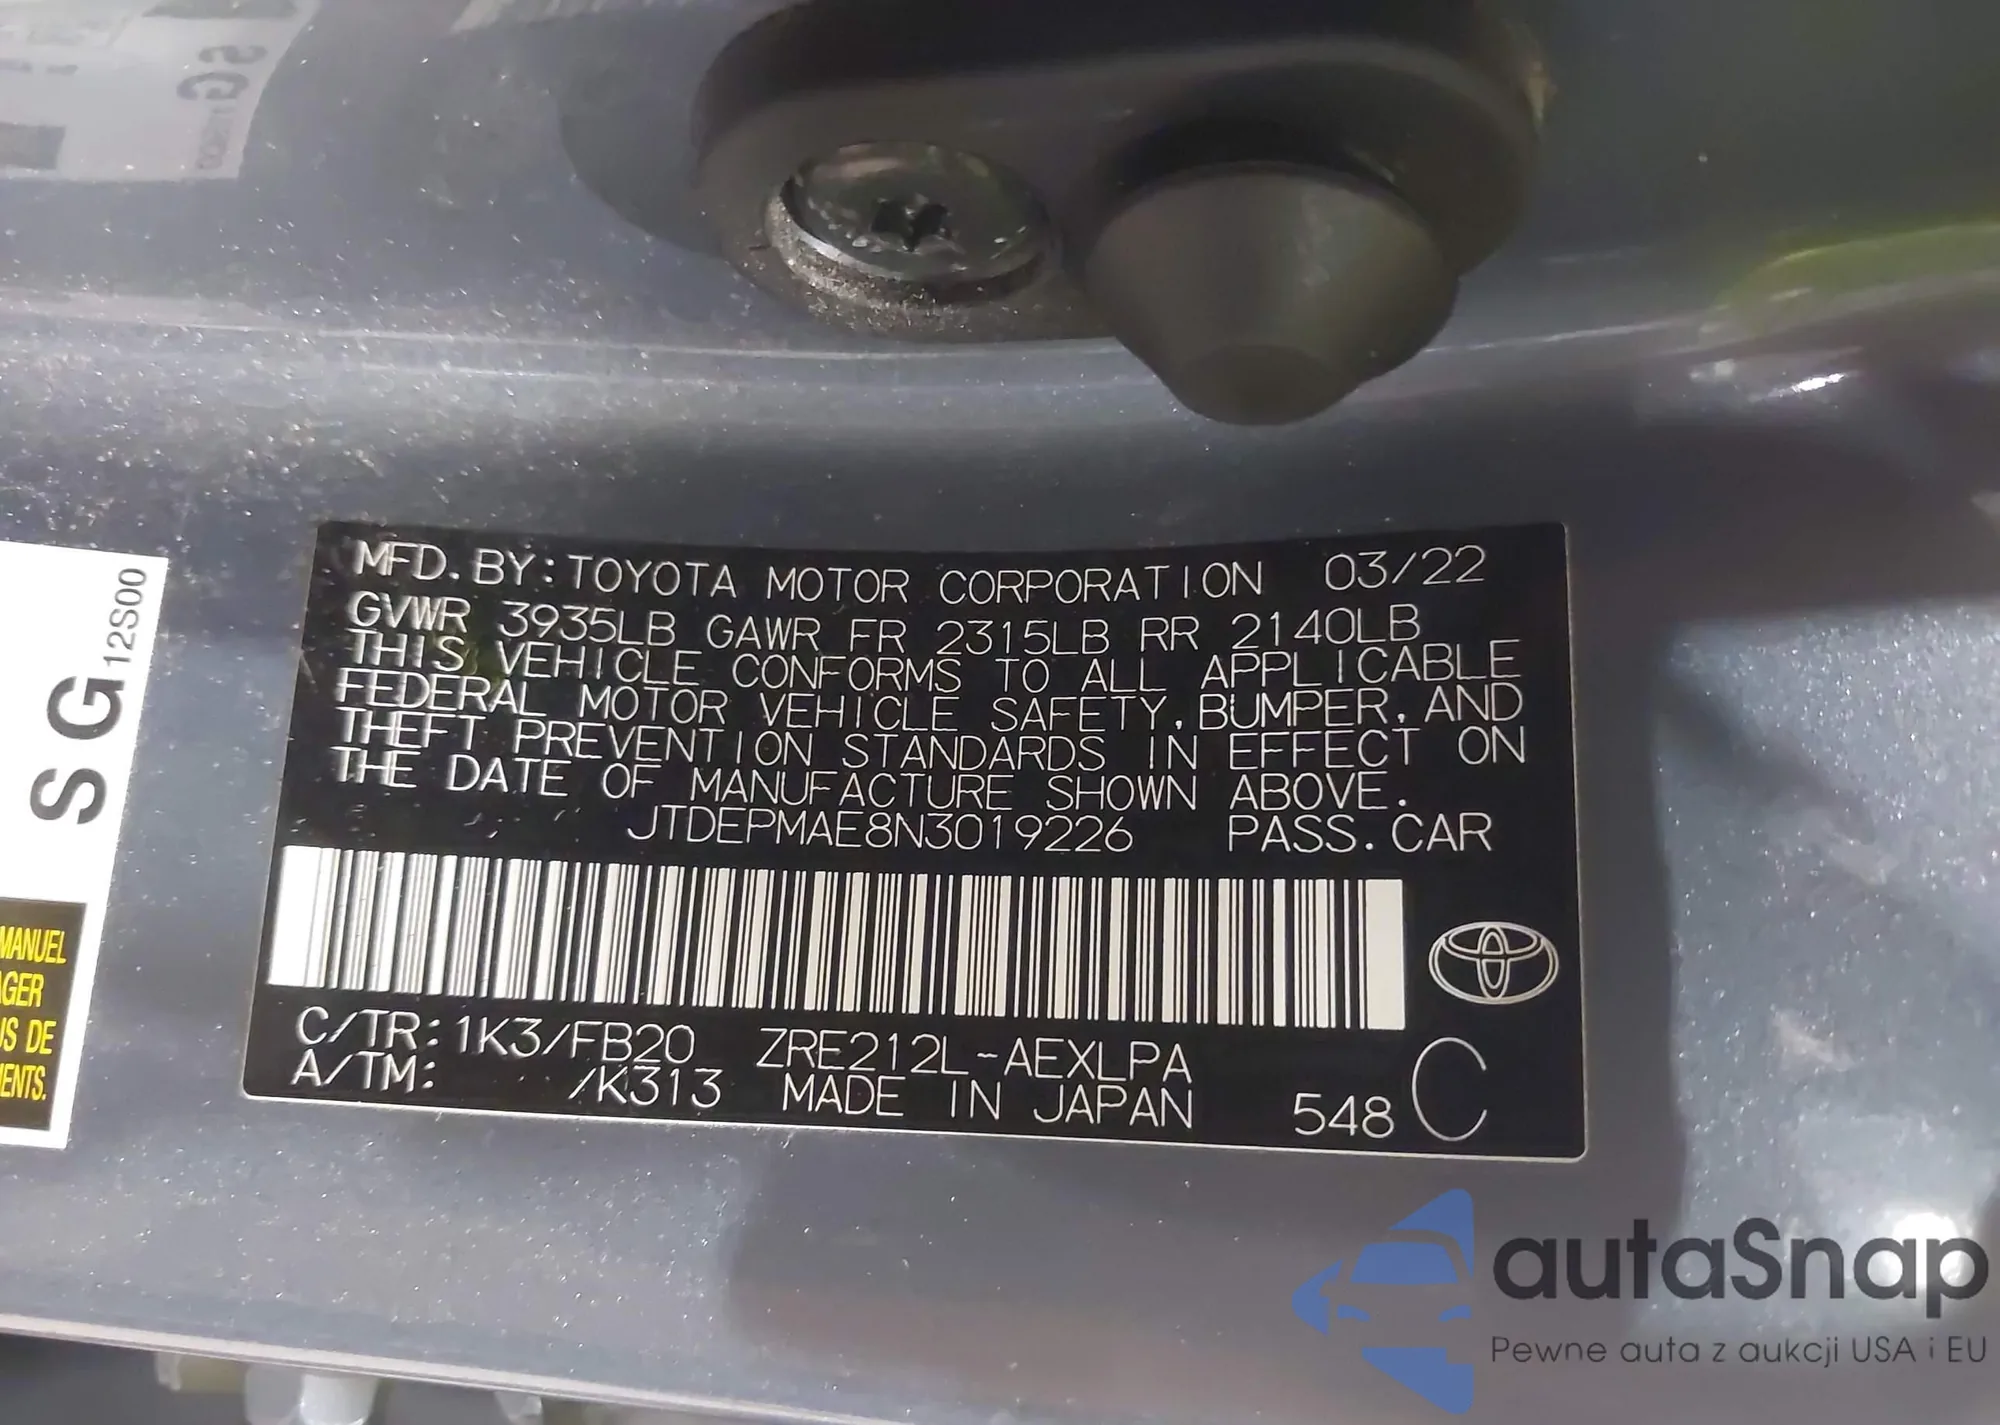 MFD. BY: TOYOTA MOTOR CORPORATION 03/22
GVWR 3935LB GAWR FR 2315LB RR 2140LB
THIS VEHICLE CONFORMS TO ALL APPLICABLE
FEDERAL MOTOR VEHICLE SAFETY, BUMPER, AND
THEFT PREVENTION STANDARDS IN EFFECT ON
THE DATE OF MANUFACTURE SHOWN ABOVE.
JTDEPMAE8N3019226 PASS. CAR
C/TR: 1K3/FB20 ZRE212L-AEXLPA
A/TM: /K313 MADE IN JAPAN 548 C
S G 12S00
MANUEL
AGER
US DE
MENTS.
autaSnap
Pewne auta z aukcji USA i EU